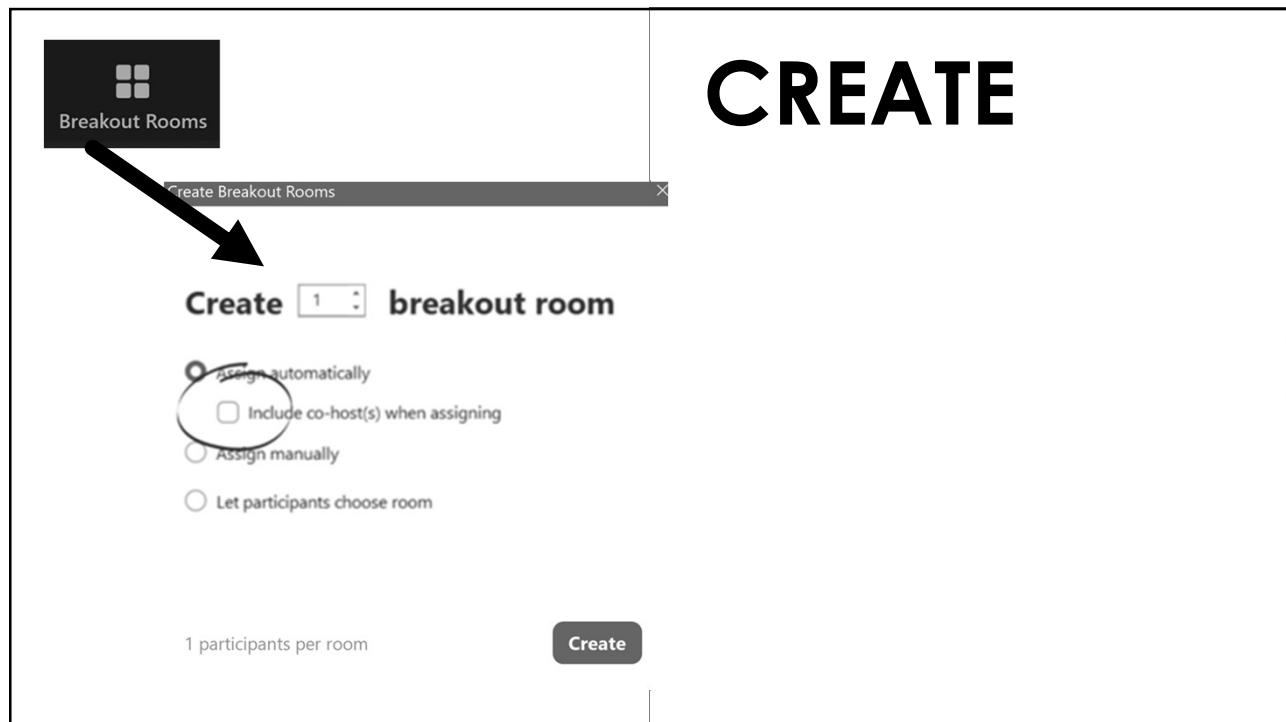 Breakout Rooms
CREATE
Create Breakout Rooms
Create 1 breakout room
Assign automatically
Include co-host(s) when assigning
Assign manually
Let participants choose room
1 participants per room
Create